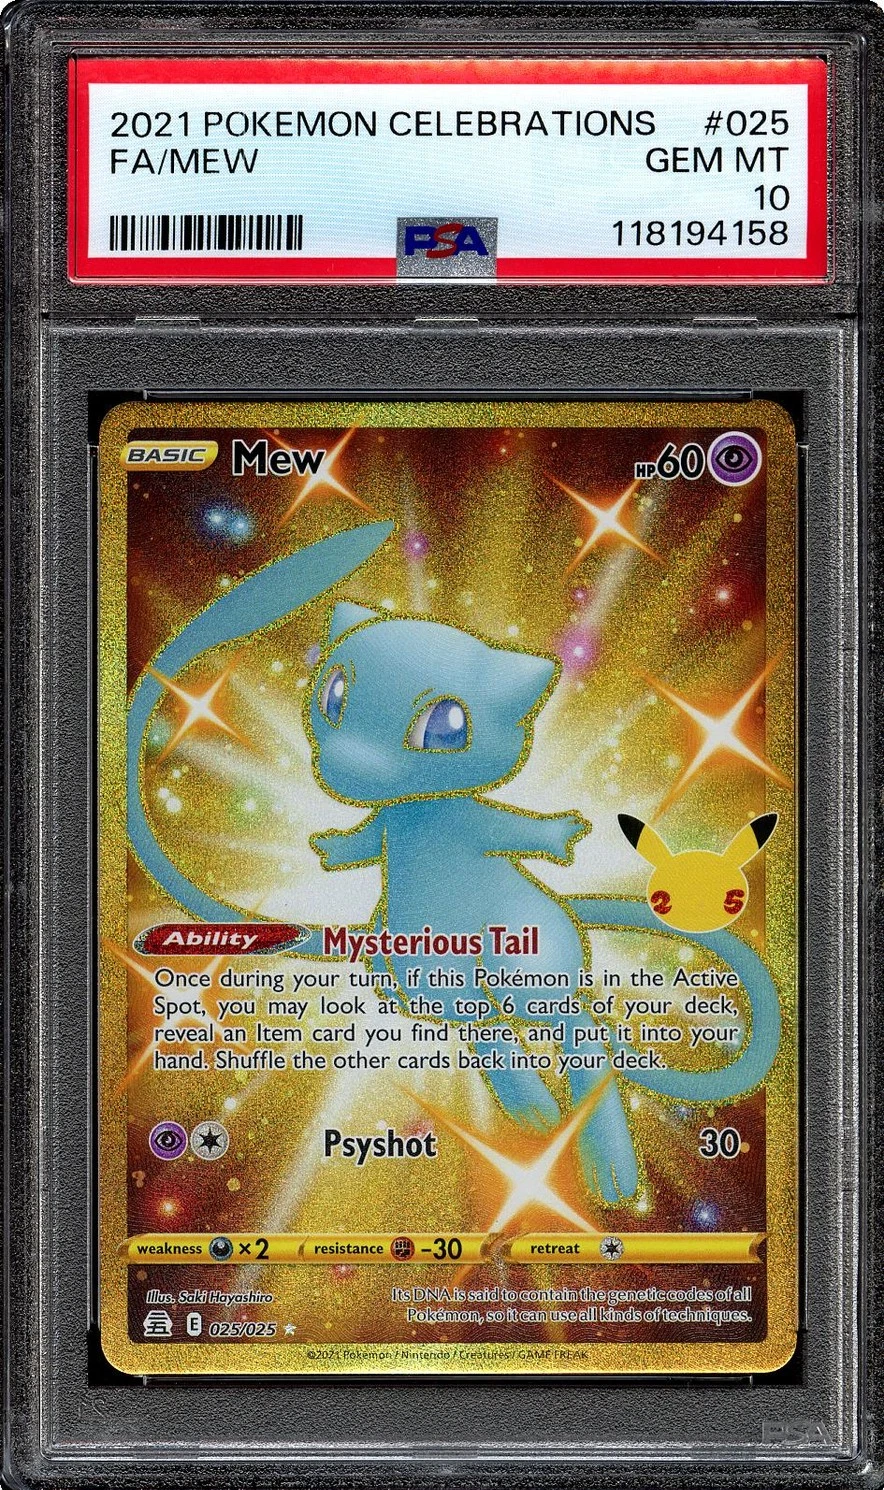 2021 POKEMON CELEBRATIONS #025
FA/MEW GEM MT
10
PSA 118194158
BASIC Mew HP60
25
Ability Mysterious Tail
Once during your turn, if this Pokémon is in the Active
Spot, you may look at the top 6 cards of your deck,
reveal an Item card you find there, and put it into your
hand. Shuffle the other cards back into your deck.
Psyshot 30
weakness ×2 resistance -30 retreat
Illus. Saki Hayashiro
Its DNA is said to contain the genetic codes of all
Pokémon, so it can use all kinds of techniques.
E 025/025
©2021 Pokémon / Nintendo / Creatures / GAME FREAK
PSA